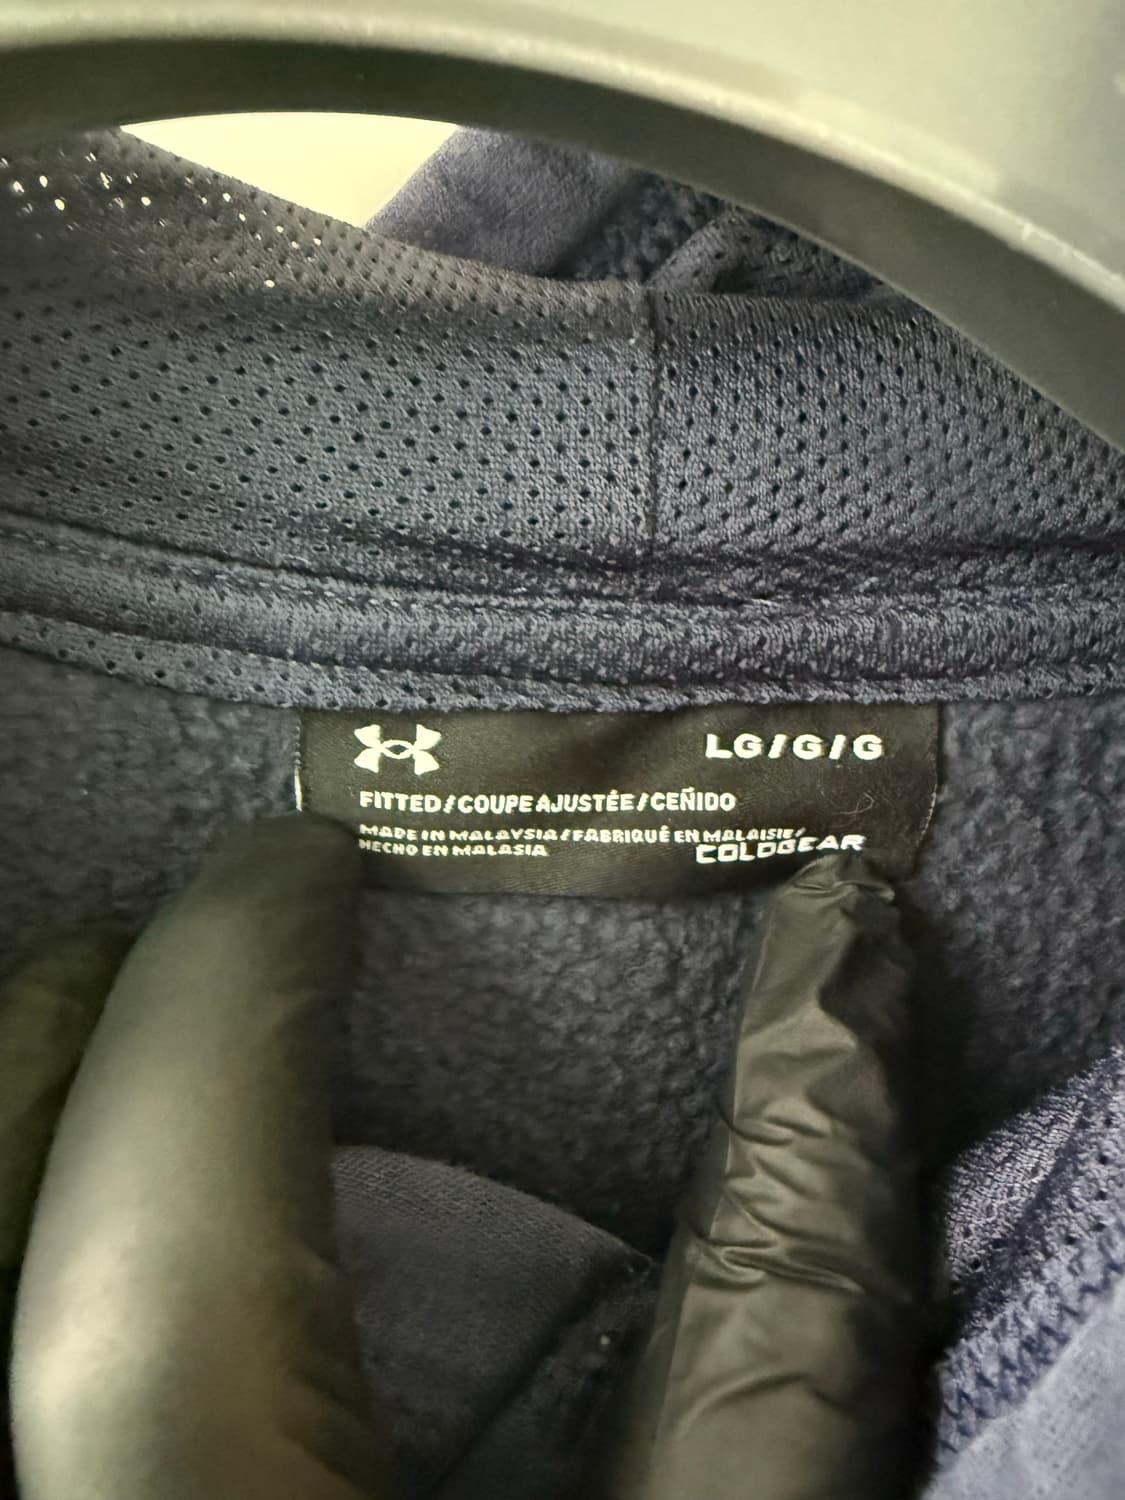 LG/G/G
FITTED/COUPE AJUSTÉE/CEÑIDO
MADE IN MALAYSIA/FABRIQUÉ EN MALAISIE/
HECHO EN MALASIA
COLDGEAR